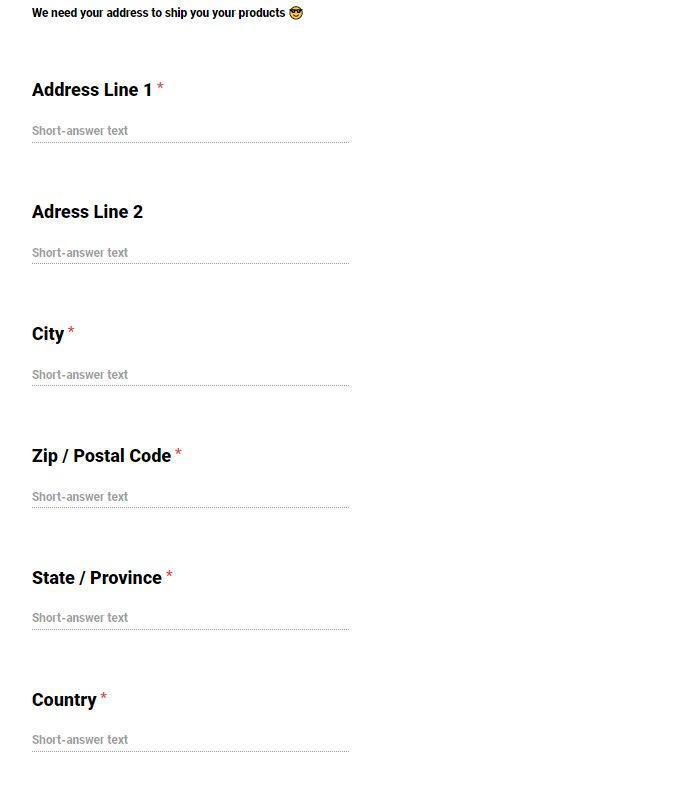 We need your address to ship you your products 😎
Address Line 1 *
Short-answer text
Adress Line 2
Short-answer text
City *
Short-answer text
Zip / Postal Code *
Short-answer text
State / Province *
Short-answer text
Country *
Short-answer text